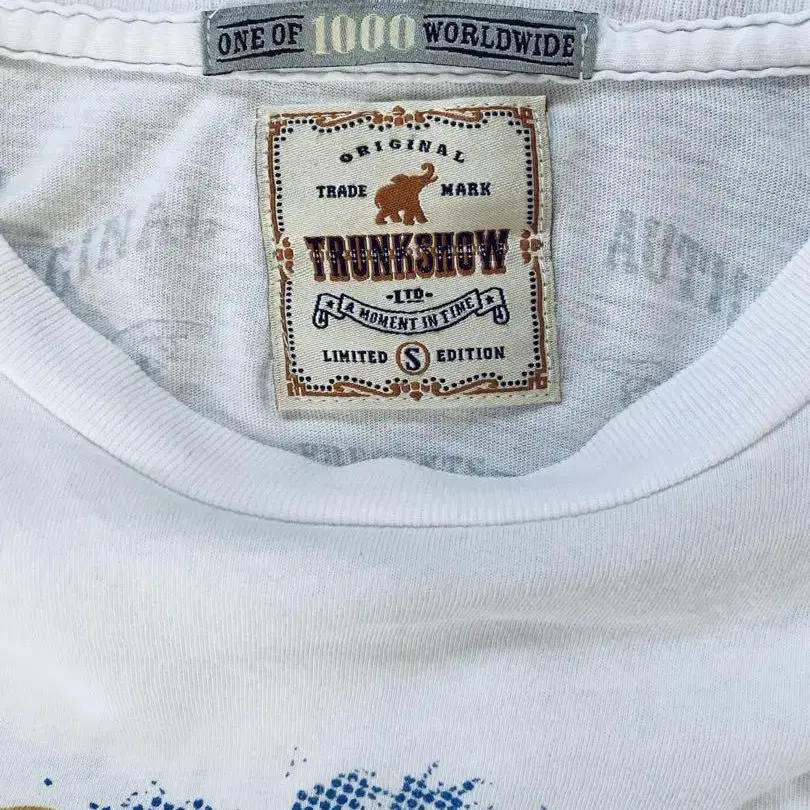 ONE OF 1000 WORLDWIDE
ORIGINAL
TRADE MARK
TRUNKSHOW
-LTD-
A MOMENT IN TIME
LIMITED S EDITION